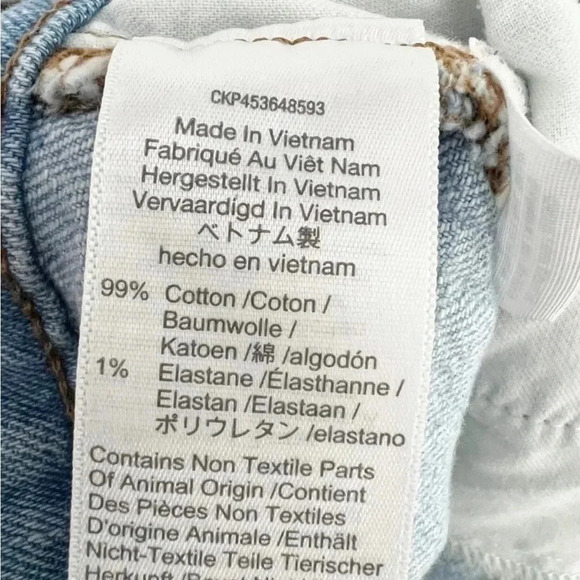 CKP453648593
Made In Vietnam
Fabriqué Au Viêt Nam
Hergestellt In Vietnam
Vervaardigd In Vietnam
ベトナム製
hecho en vietnam
99% Cotton /Coton /
Baumwolle /
Katoen /綿 /algodón
1% Elastane /Élasthanne /
Elastan /Elastaan /
ポリウレタン /elastano
Contains Non Textile Parts
Of Animal Origin /Contient
Des Pièces Non Textiles
D'origine Animale /Enthält
Nicht-Textile Teile Tierischer
Herkunft